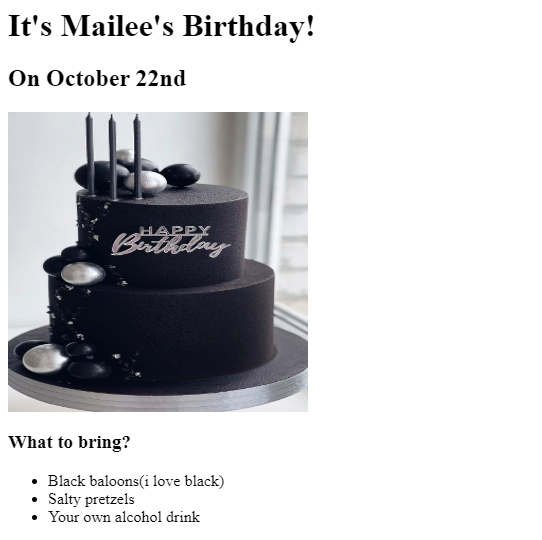 It's Mailee's Birthday!
On October 22nd
HAPPY
Birthday
What to bring?
Black baloons(i love black)
Salty pretzels
Your own alcohol drink